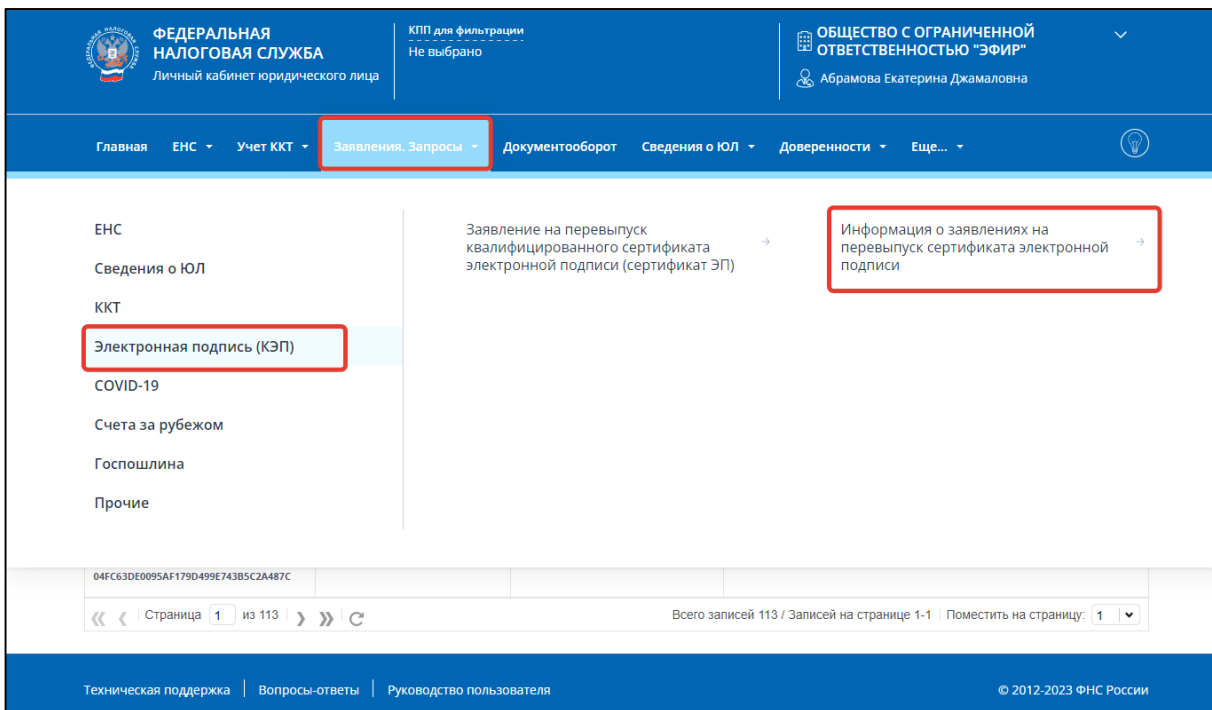 ФЕДЕРАЛЬНАЯ
НАЛОГОВАЯ СЛУЖБА
Личный кабинет юридического лица
КПП для фильтрации
Не выбрано
ОБЩЕСТВО С ОГРАНИЧЕННОЙ
ОТВЕТСТВЕННОСТЬЮ "ЭФИР"
Абрамова Екатерина Джамаловна
Главная ЕНС Учет ККТ Заявления. Запросы Документооборот Сведения о ЮЛ Доверенности Еще...
ЕНС
Сведения о ЮЛ
ККТ
Электронная подпись (КЭП)
COVID-19
Счета за рубежом
Госпошлина
Прочие
Заявление на перевыпуск
квалифицированного сертификата
электронной подписи (сертификат ЭП)
Информация о заявлениях на
перевыпуск сертификата электронной
подписи
04FC63DE0095AF179D499E743B5C2A487C
Страница 1 из 113 Всего записей 113 / Записей на странице 1-1 Поместить на страницу: 1
Техническая поддержка Вопросы-ответы Руководство пользователя © 2012-2023 ФНС России